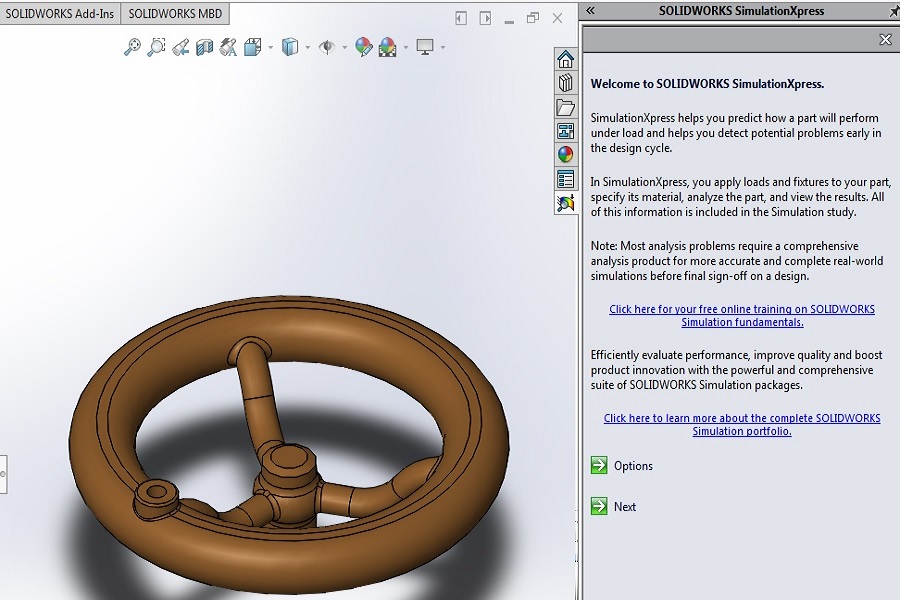 SOLIDWORKS Add-Ins
SOLIDWORKS MBD
SOLIDWORKS SimulationXpress
Welcome to SOLIDWORKS SimulationXpress.
SimulationXpress helps you predict how a part will perform
under load and helps you detect potential problems early in
the design cycle.
In SimulationXpress, you apply loads and fixtures to your part,
specify its material, analyze the part, and view the results. All
of this information is included in the Simulation study.
Note: Most analysis problems require a comprehensive
analysis product for more accurate and complete real-world
simulations before final sign-off on a design.
Click here for your free online training on SOLIDWORKS
Simulation fundamentals.
Efficiently evaluate performance, improve quality and boost
product innovation with the powerful and comprehensive
suite of SOLIDWORKS Simulation packages.
Click here to learn more about the complete SOLIDWORKS
Simulation portfolio.
Options
Next